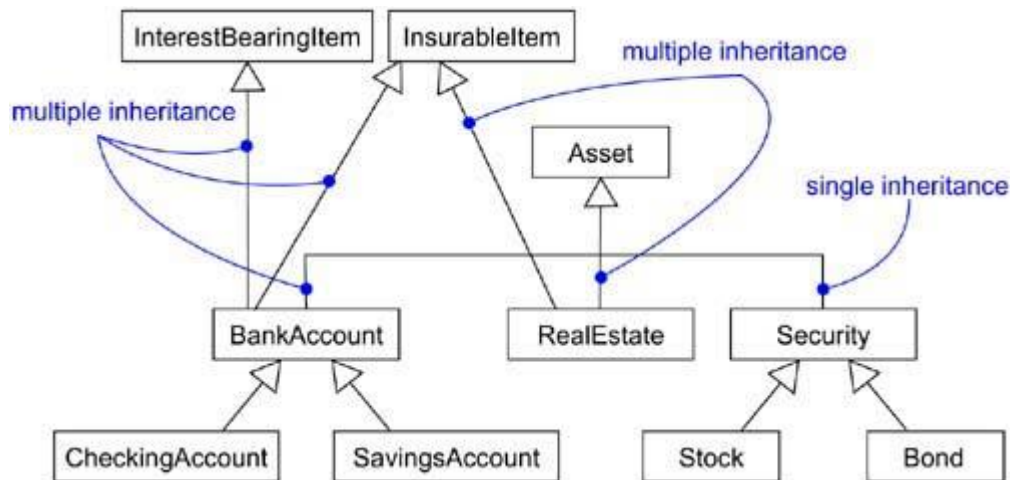 InterestBearingItem
InsurableItem
multiple inheritance
multiple inheritance
Asset
single inheritance
BankAccount
RealEstate
Security
CheckingAccount
SavingsAccount
Stock
Bond